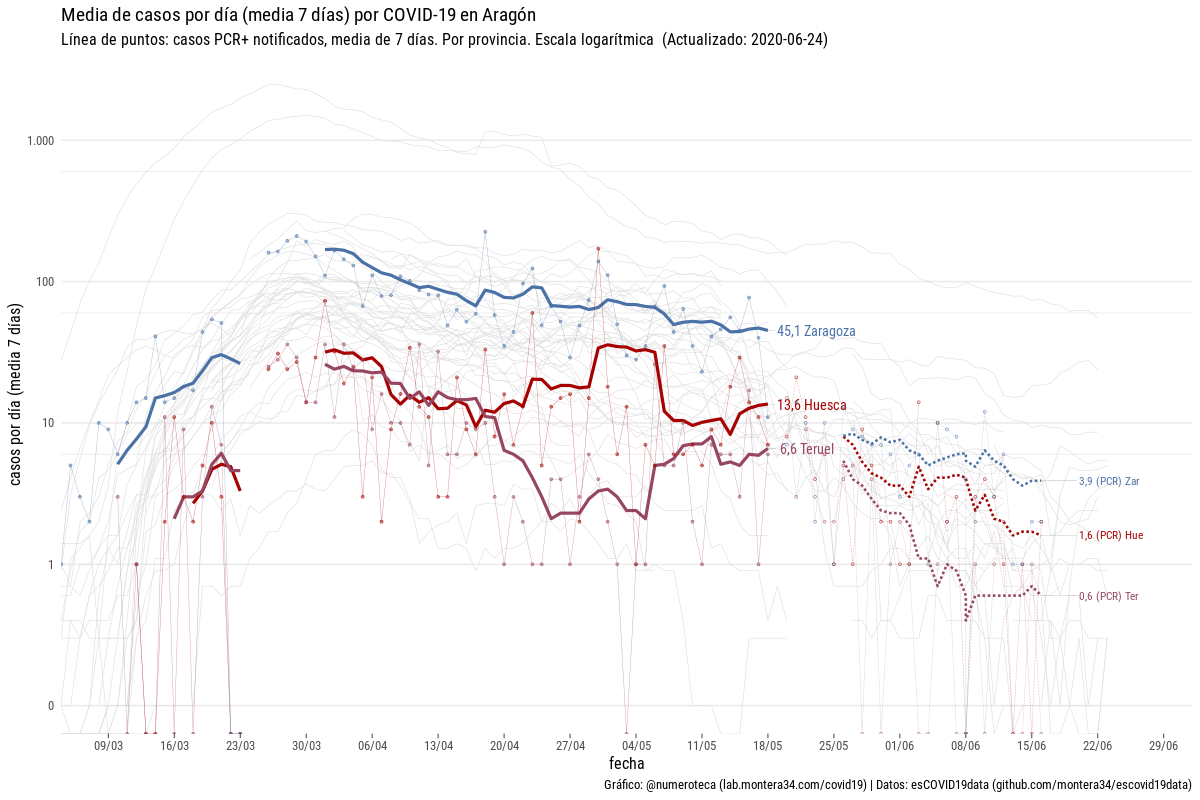 Media de casos por día (media 7 días) por COVID-19 en Aragón
Línea de puntos: casos PCR+ notificados, media de 7 días. Por provincia. Escala logarítmica (Actualizado: 2020-06-24)
casos por día (media 7 días)
1.000
100
10
1
0
45,1 Zaragoza
13,6 Huesca
6,6 Teruel
3,9 (PCR) Zar
1,6 (PCR) Hue
0,6 (PCR) Ter
09/03 16/03 23/03 30/03 06/04 13/04 20/04 27/04 04/05 11/05 18/05 25/05 01/06 08/06 15/06 22/06 29/06
fecha
Gráfico: @numeroteca (lab.montera34.com/covid19) | Datos: esCOVID19data (github.com/montera34/escovid19data)